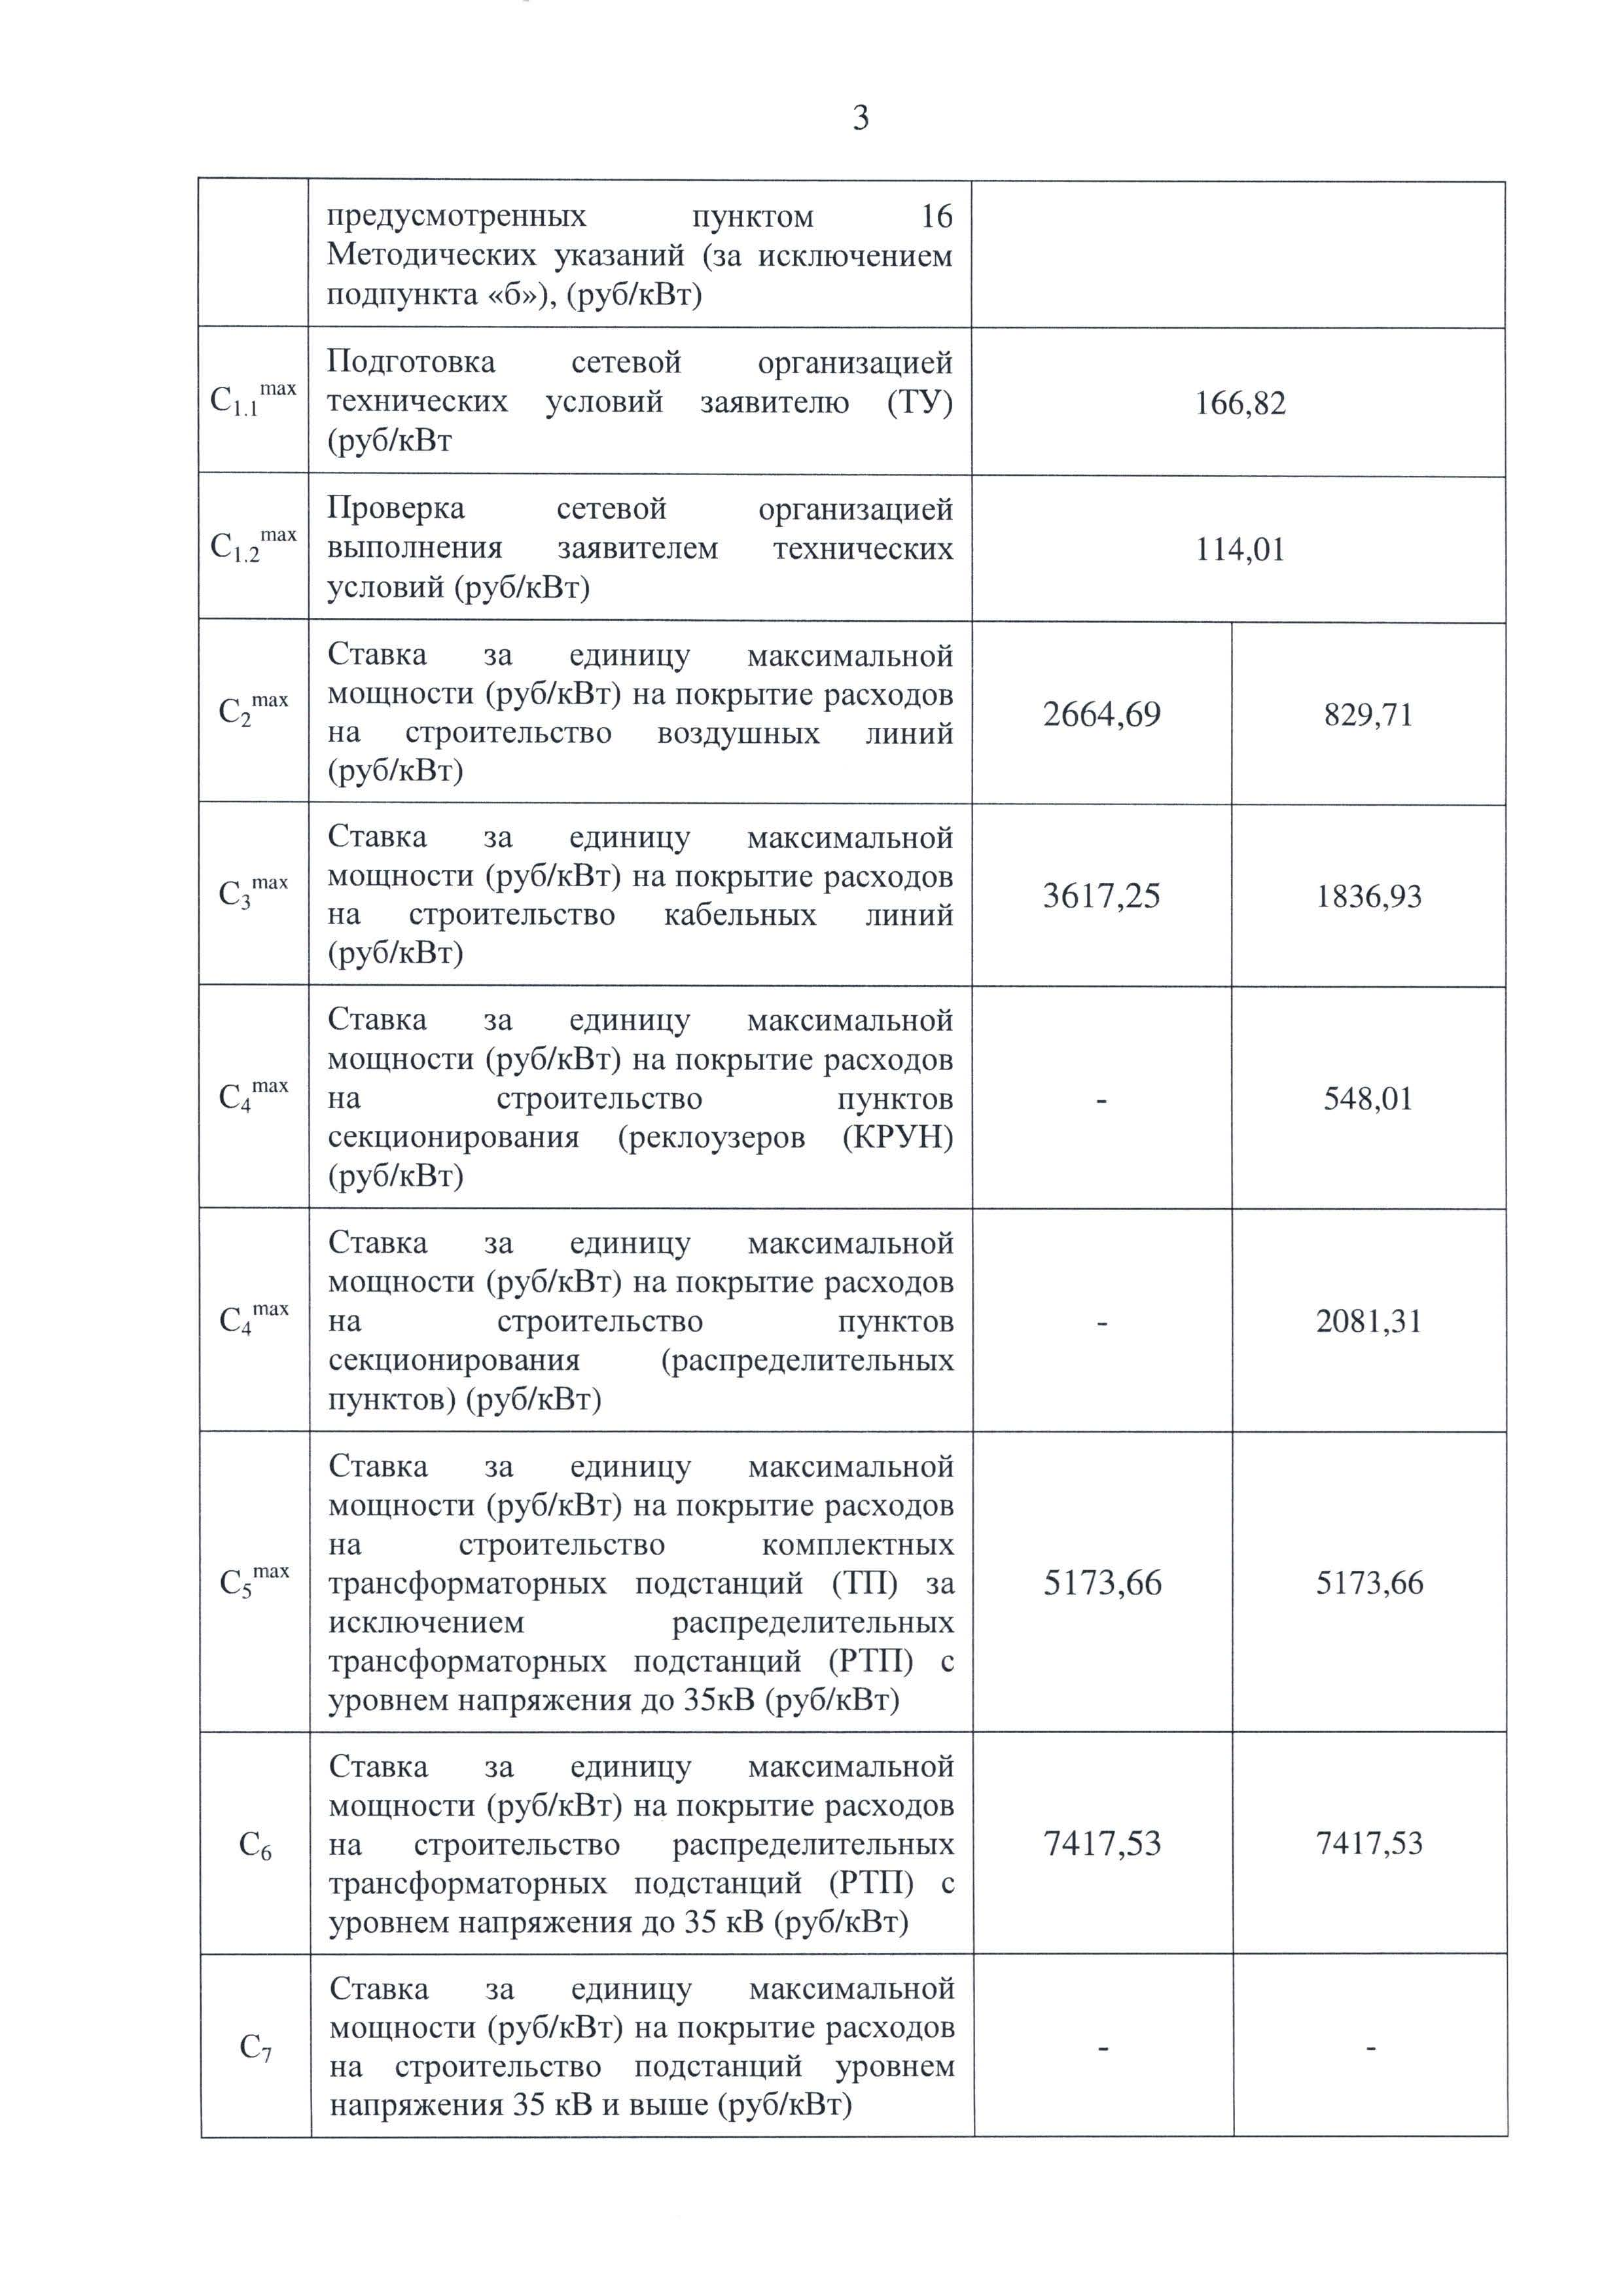 3
предусмотренных пунктом 16
Методических указаний (за исключением
подпункта «б»), (руб/кВт)
C1.1max
Подготовка сетевой организацией
технических условий заявителю (ТУ)
(руб/кВт
166,82
C1.2max
Проверка сетевой организацией
выполнения заявителем технических
условий (руб/кВт)
114,01
C2max
Ставка за единицу максимальной
мощности (руб/кВт) на покрытие расходов
на строительство воздушных линий
(руб/кВт)
2664,69
829,71
C3max
Ставка за единицу максимальной
мощности (руб/кВт) на покрытие расходов
на строительство кабельных линий
(руб/кВт)
3617,25
1836,93
C4max
Ставка за единицу максимальной
мощности (руб/кВт) на покрытие расходов
на строительство пунктов
секционирования (реклоузеров (КРУН)
(руб/кВт)
-
548,01
C4max
Ставка за единицу максимальной
мощности (руб/кВт) на покрытие расходов
на строительство пунктов
секционирования (распределительных
пунктов) (руб/кВт)
-
2081,31
C5max
Ставка за единицу максимальной
мощности (руб/кВт) на покрытие расходов
на строительство комплектных
трансформаторных подстанций (ТП) за
исключением распределительных
трансформаторных подстанций (РТП) с
уровнем напряжения до 35кВ (руб/кВт)
5173,66
5173,66
C6
Ставка за единицу максимальной
мощности (руб/кВт) на покрытие расходов
на строительство распределительных
трансформаторных подстанций (РТП) с
уровнем напряжения до 35 кВ (руб/кВт)
7417,53
7417,53
C7
Ставка за единицу максимальной
мощности (руб/кВт) на покрытие расходов
на строительство подстанций уровнем
напряжения 35 кВ и выше (руб/кВт)
-
-